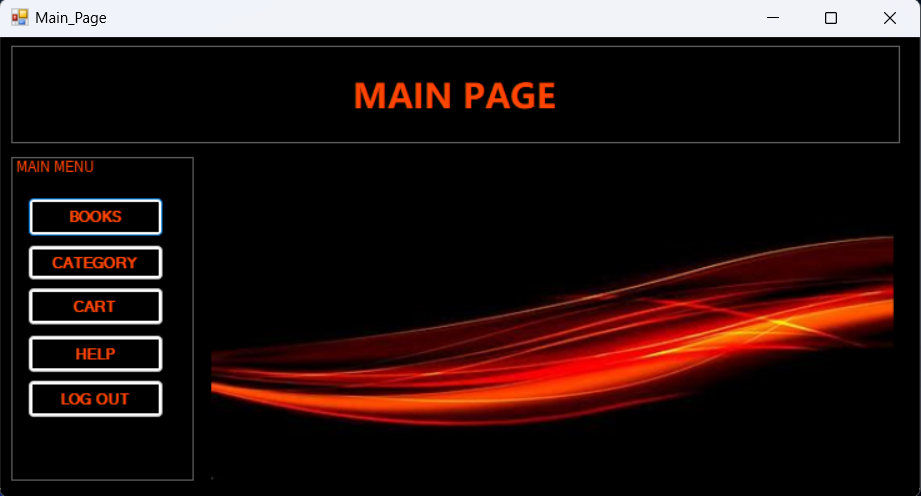 Main_Page
MAIN PAGE
MAIN MENU
BOOKS
CATEGORY
CART
HELP
LOG OUT